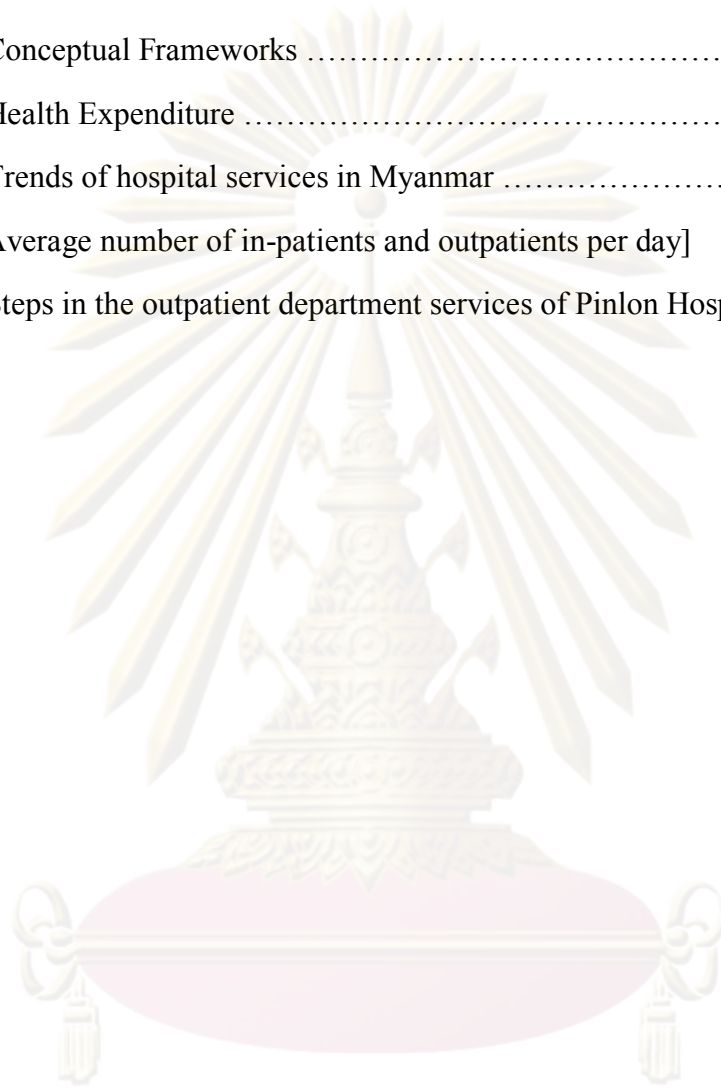 Conceptual Frameworks ……………………………………
Health Expenditure …………………………………………
Trends of hospital services in Myanmar …………………
Average number of in-patients and outpatients per day]
Steps in the outpatient department services of Pinlon